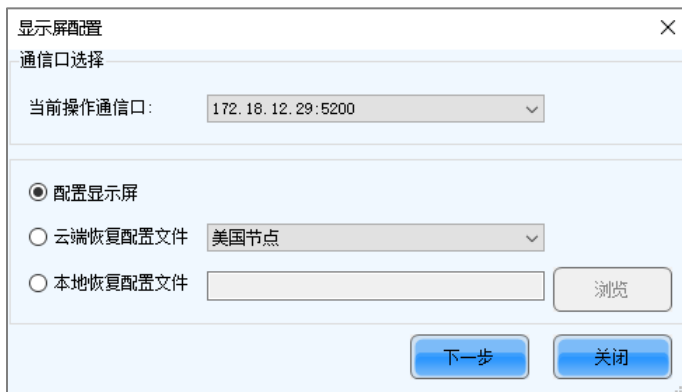 显示屏配置
通信口选择
当前操作通信口: 172.18.12.29:5200
配置显示屏
云端恢复配置文件 美国节点
本地恢复配置文件 浏览
下一步 关闭